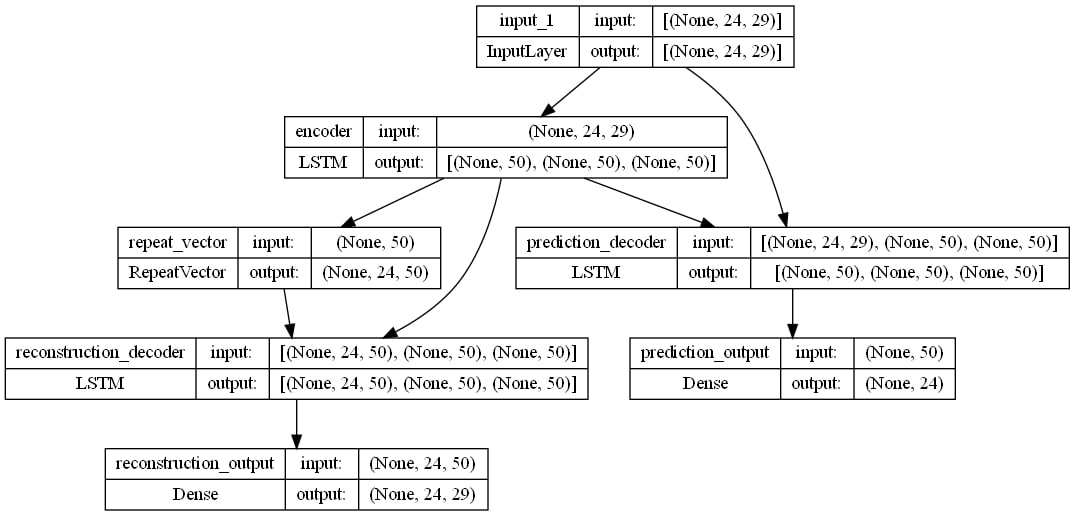 input_1 input: [(None, 24, 29)]
InputLayer output: [(None, 24, 29)]
encoder input: (None, 24, 29)
LSTM output: [(None, 50), (None, 50), (None, 50)]
repeat_vector input: (None, 50)
RepeatVector output: (None, 24, 50)
prediction_decoder input: [(None, 24, 29), (None, 50), (None, 50)]
LSTM output: [(None, 50), (None, 50), (None, 50)]
reconstruction_decoder input: [(None, 24, 50), (None, 50), (None, 50)]
LSTM output: [(None, 24, 50), (None, 50), (None, 50)]
prediction_output input: (None, 50)
Dense output: (None, 24)
reconstruction_output input: (None, 24, 50)
Dense output: (None, 24, 29)